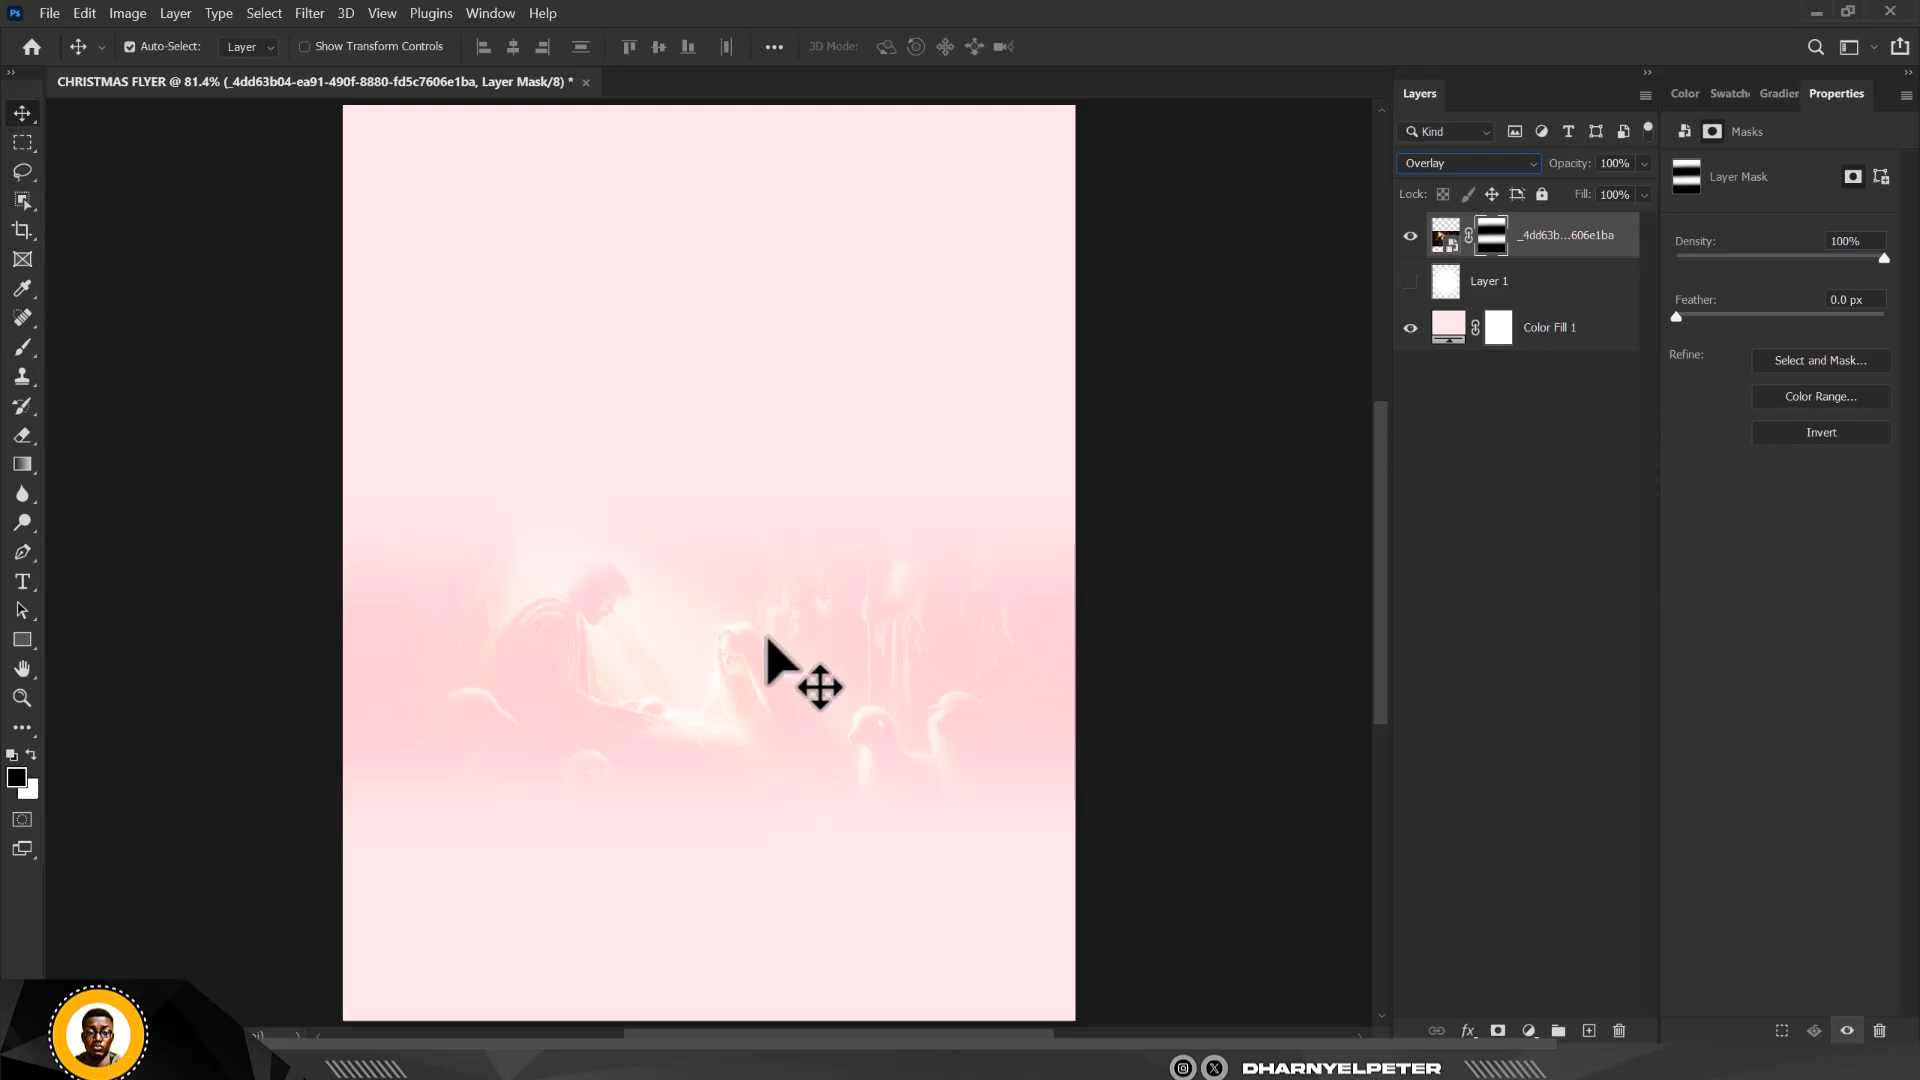 Ps File Edit Image Layer Type Select Filter 3D View Plugins Window Help
Auto-Select: Layer Show Transform Controls 3D Mode:
CHRISTMAS FLYER @ 81.4% (_4dd63b04-ea91-490f-8880-fd5c7606e1ba, Layer Mask/8) *
Layers
Color Swatch Gradier Properties
Kind
Masks
Overlay Opacity: 100%
Layer Mask
Lock: Fill: 100%
_4dd63b...606e1ba
Density: 100%
Layer 1
Feather: 0.0 px
Color Fill 1
Refine: Select and Mask...
Color Range...
Invert
fx
DHARNYELPETER